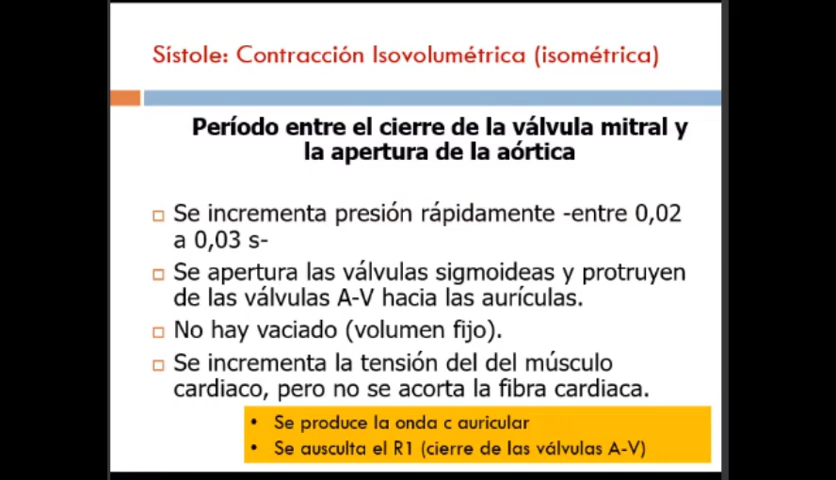 Sístole: Contracción Isovolumétrica (isométrica)
Período entre el cierre de la válvula mitral y
la apertura de la aórtica
Se incrementa presión rápidamente -entre 0,02
a 0,03 s-
Se apertura las válvulas sigmoideas y protruyen
de las válvulas A-V hacia las aurículas.
No hay vaciado (volumen fijo).
Se incrementa la tensión del del músculo
cardiaco, pero no se acorta la fibra cardiaca.
• Se produce la onda c auricular
• Se ausculta el R1 (cierre de las válvulas A-V)